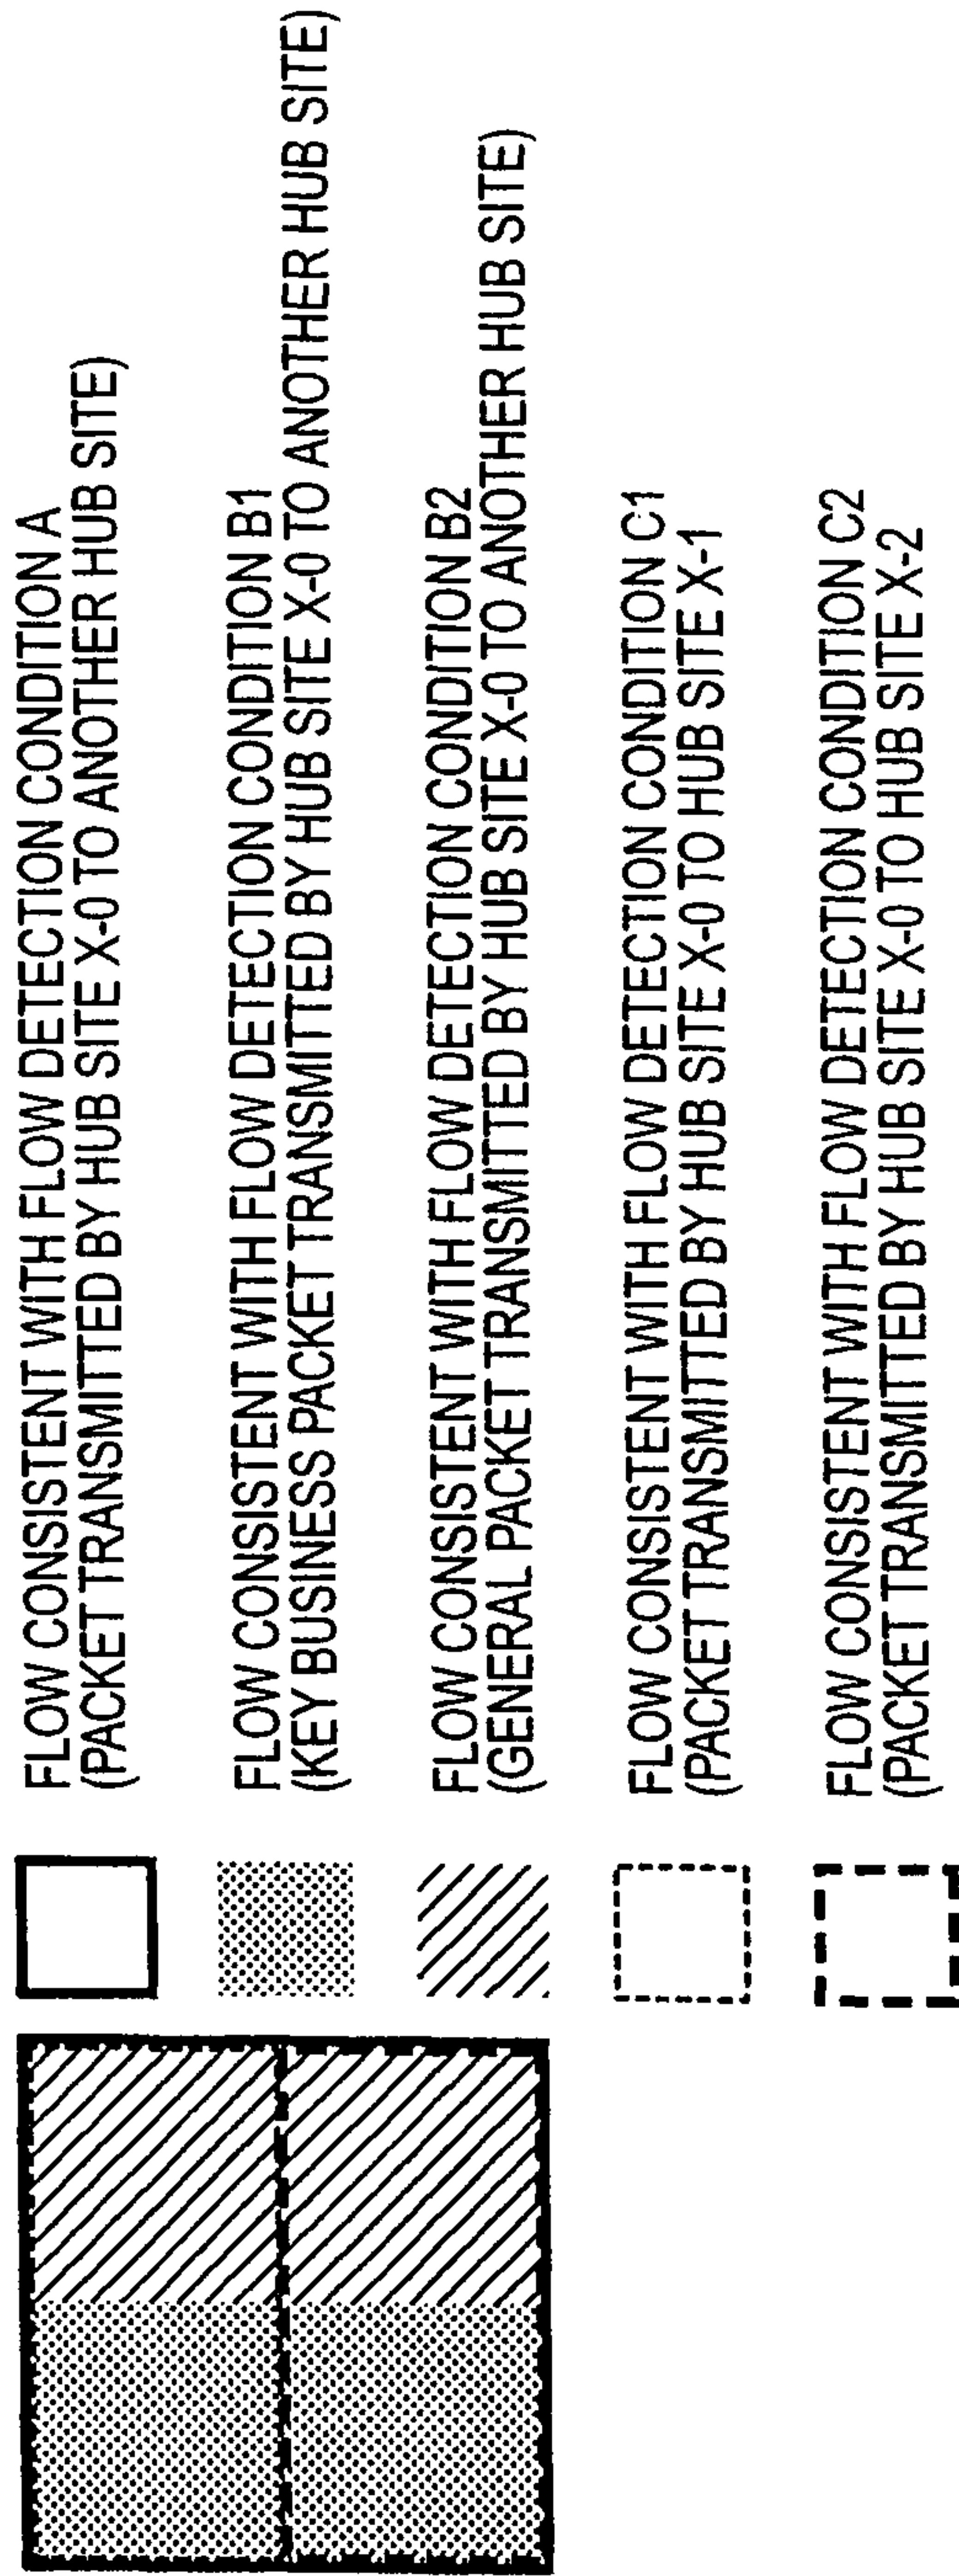 FLOW CONSISTENT WITH FLOW DETECTION CONDITION A
(PACKET TRANSMITTED BY HUB SITE X-0 TO ANOTHER HUB SITE)
FLOW CONSISTENT WITH FLOW DETECTION CONDITION B1
(KEY BUSINESS PACKET TRANSMITTED BY HUB SITE X-0 TO ANOTHER HUB SITE)
FLOW CONSISTENT WITH FLOW DETECTION CONDITION B2
(GENERAL PACKET TRANSMITTED BY HUB SITE X-0 TO ANOTHER HUB SITE)
FLOW CONSISTENT WITH FLOW DETECTION CONDITION C1
(PACKET TRANSMITTED BY HUB SITE X-0 TO HUB SITE X-1
FLOW CONSISTENT WITH FLOW DETECTION CONDITION C2
(PACKET TRANSMITTED BY HUB SITE X-0 TO HUB SITE X-2